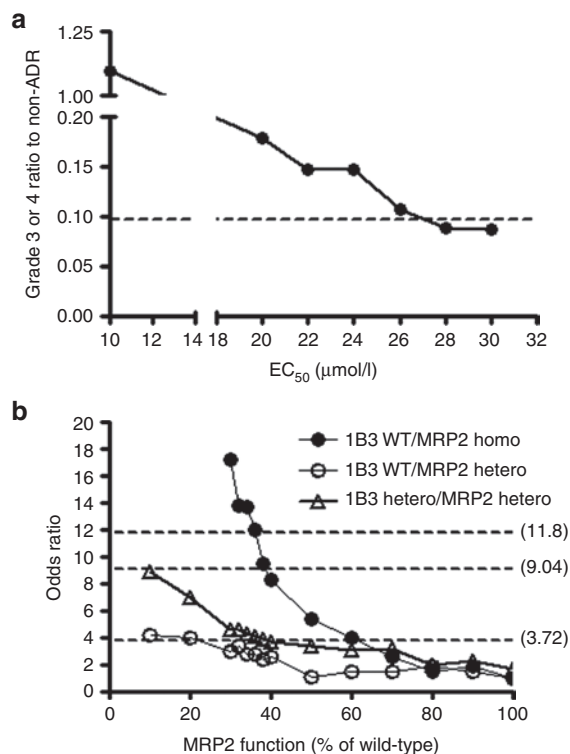 a
1.25
1.00
0.20
0.15
0.10
0.05
0.00
Grade 3 or 4 ratio to non-ADR
10 12 14 18 20 22 24 26 28 30 32
EC50 (μmol/l)
b
20
18
16
14
12
10
8
6
4
2
0
Odds ratio
1B3 WT/MRP2 homo
1B3 WT/MRP2 hetero
1B3 hetero/MRP2 hetero
(11.8)
(9.04)
(3.72)
0 20 40 60 80 100
MRP2 function (% of wild-type)